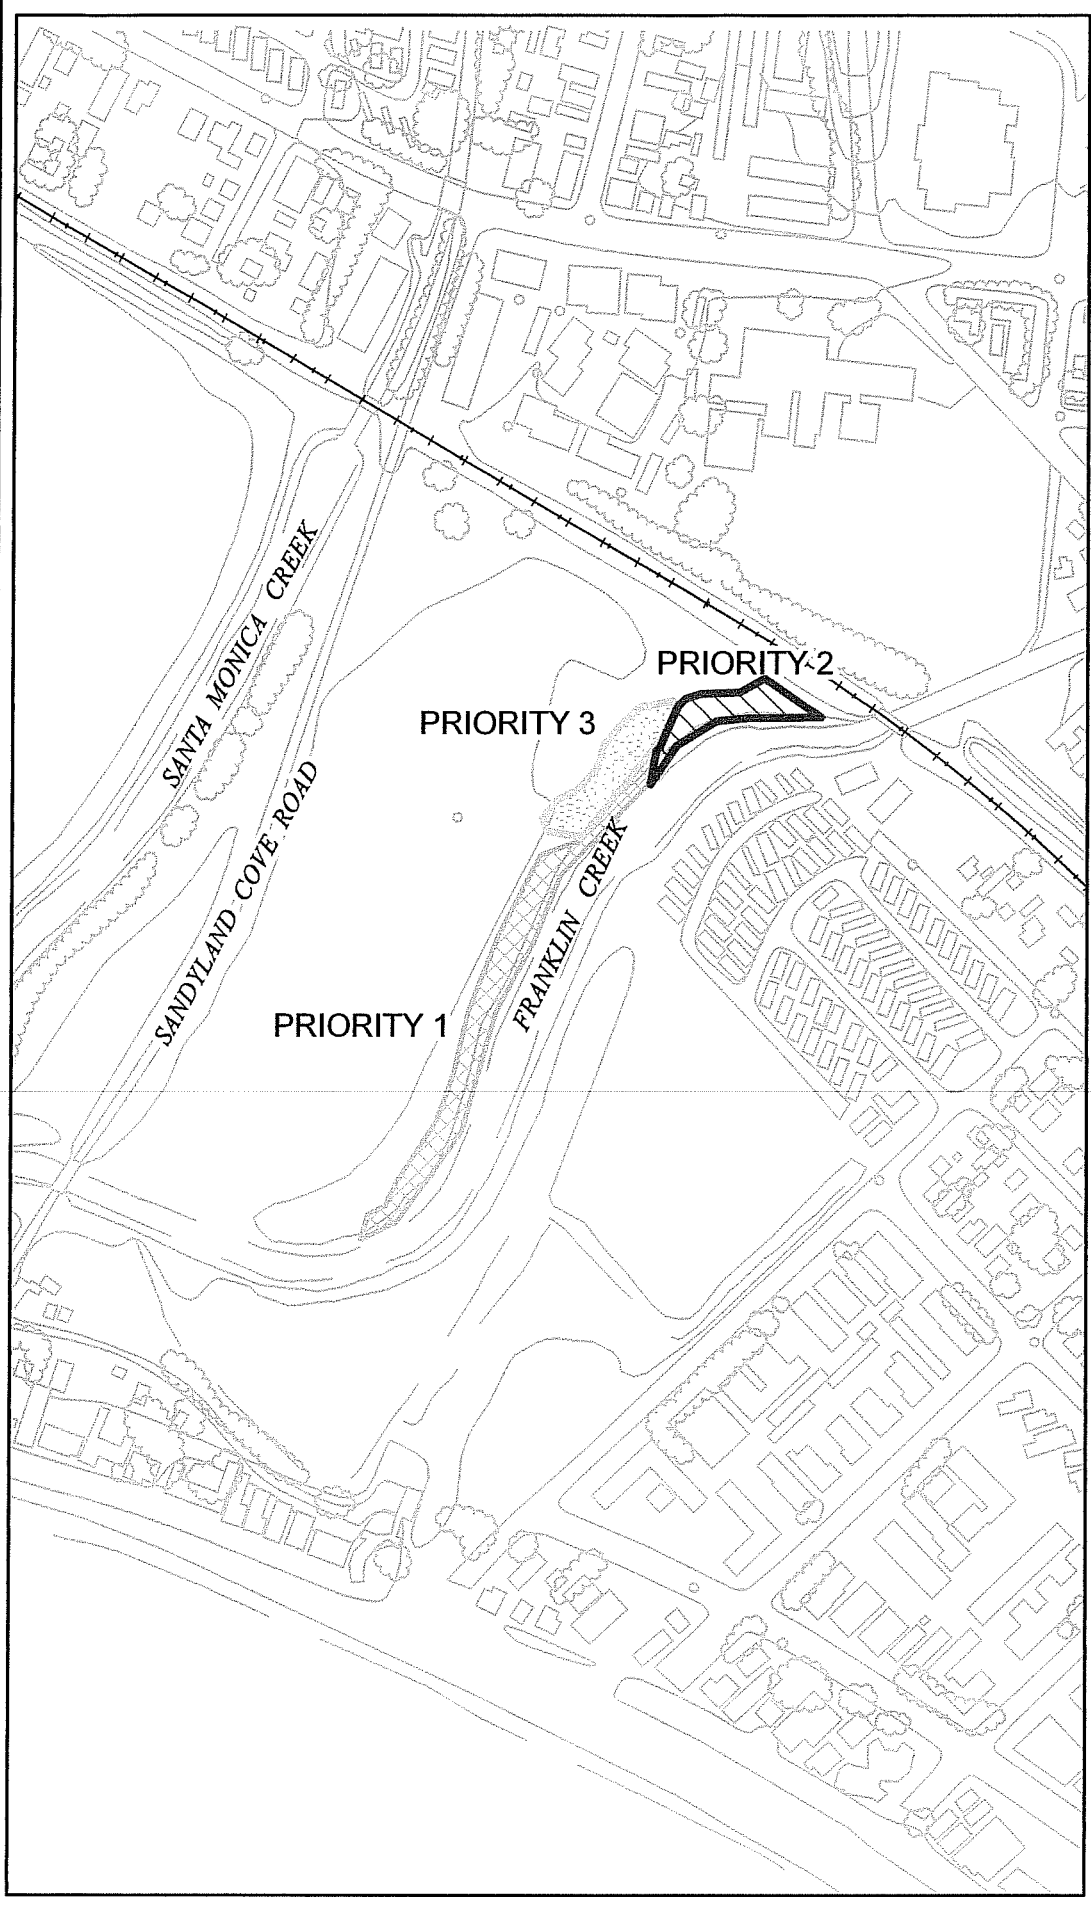 PRIORITY 2
PRIORITY 3
SANTA MONICA CREEK
SANDYLAND COVE ROAD
FRANKLIN CREEK
PRIORITY 1